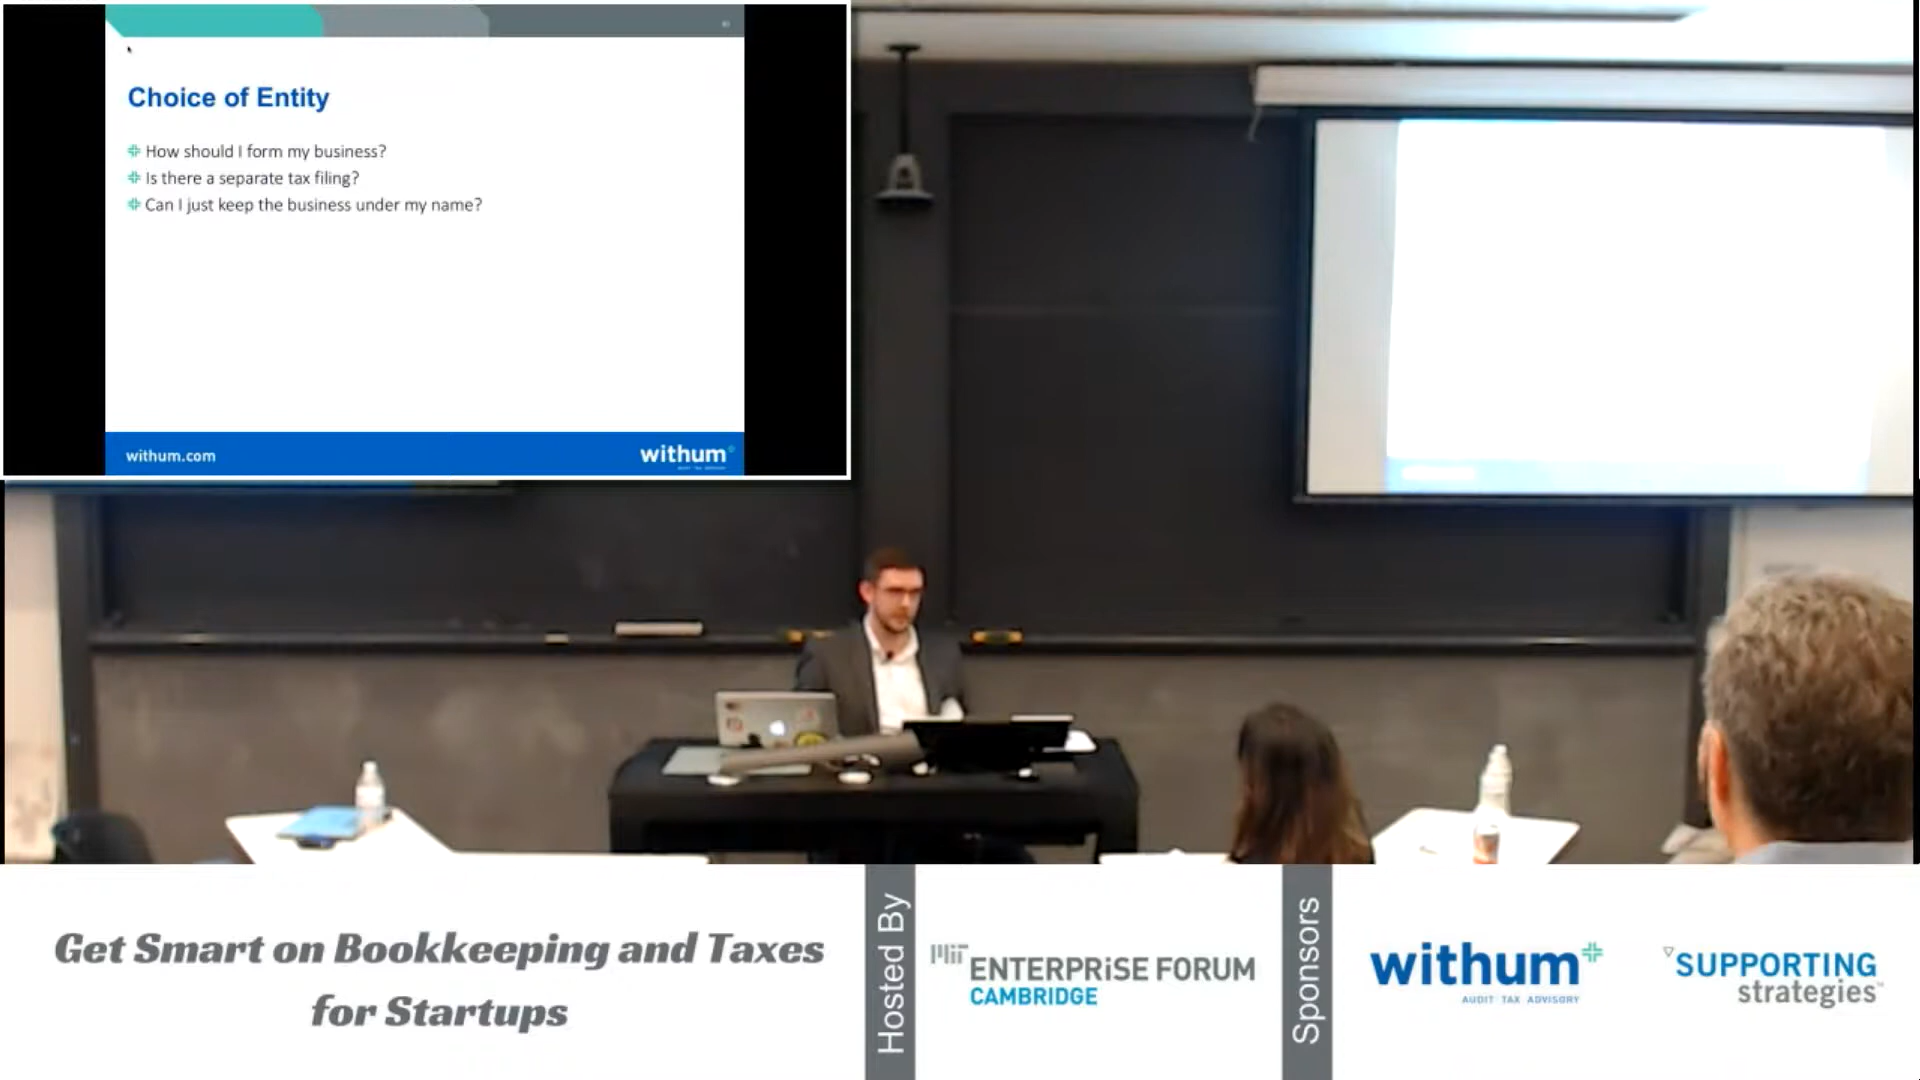 Choice of Entity
How should I form my business?
Is there a separate tax filing?
Can I just keep the business under my name?
withum.com
withum
Get Smart on Bookkeeping and Taxes
for Startups
Hosted By
MiT
ENTERPRiSE FORUM
CAMBRIDGE
Sponsors
withum
AUDIT TAX ADVISORY
SUPPORTING
strategies